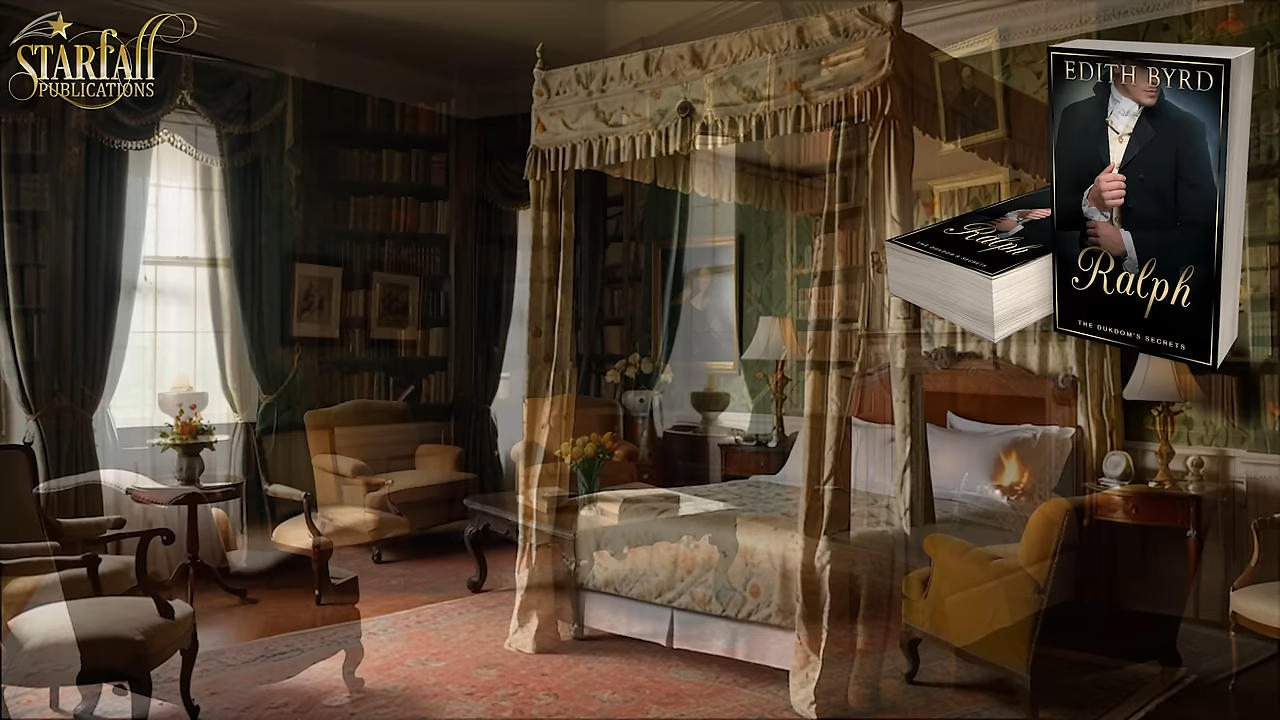 STARfall
PUBLICATIONS
EDITH BYRD
Ralph
THE DUKDOM'S SECRETS
Ralph
THE DUKDOM'S SECRETS